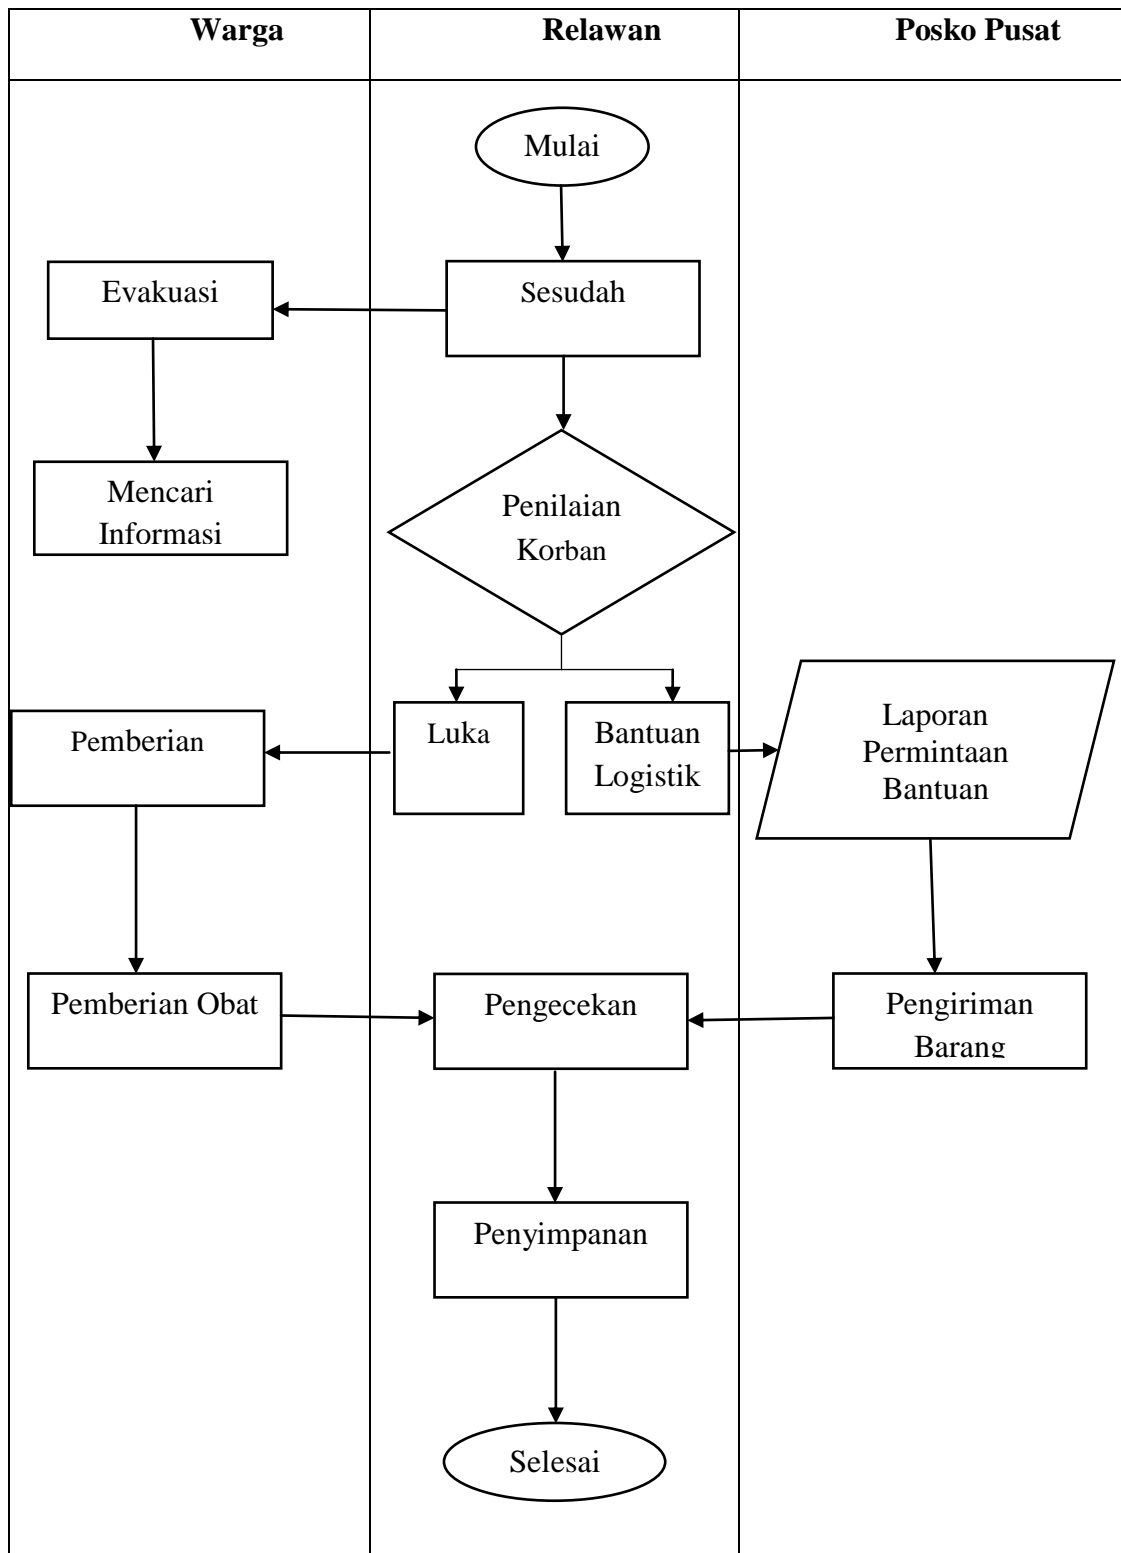 Warga
Relawan
Posko Pusat
Mulai
Evakuasi
Sesudah
Mencari
Informasi
Penilaian
Korban
Pemberian
Luka
Bantuan
Logistik
Laporan
Permintaan
Bantuan
Pemberian Obat
Pengecekan
Pengiriman
Barang
Penyimpanan
Selesai